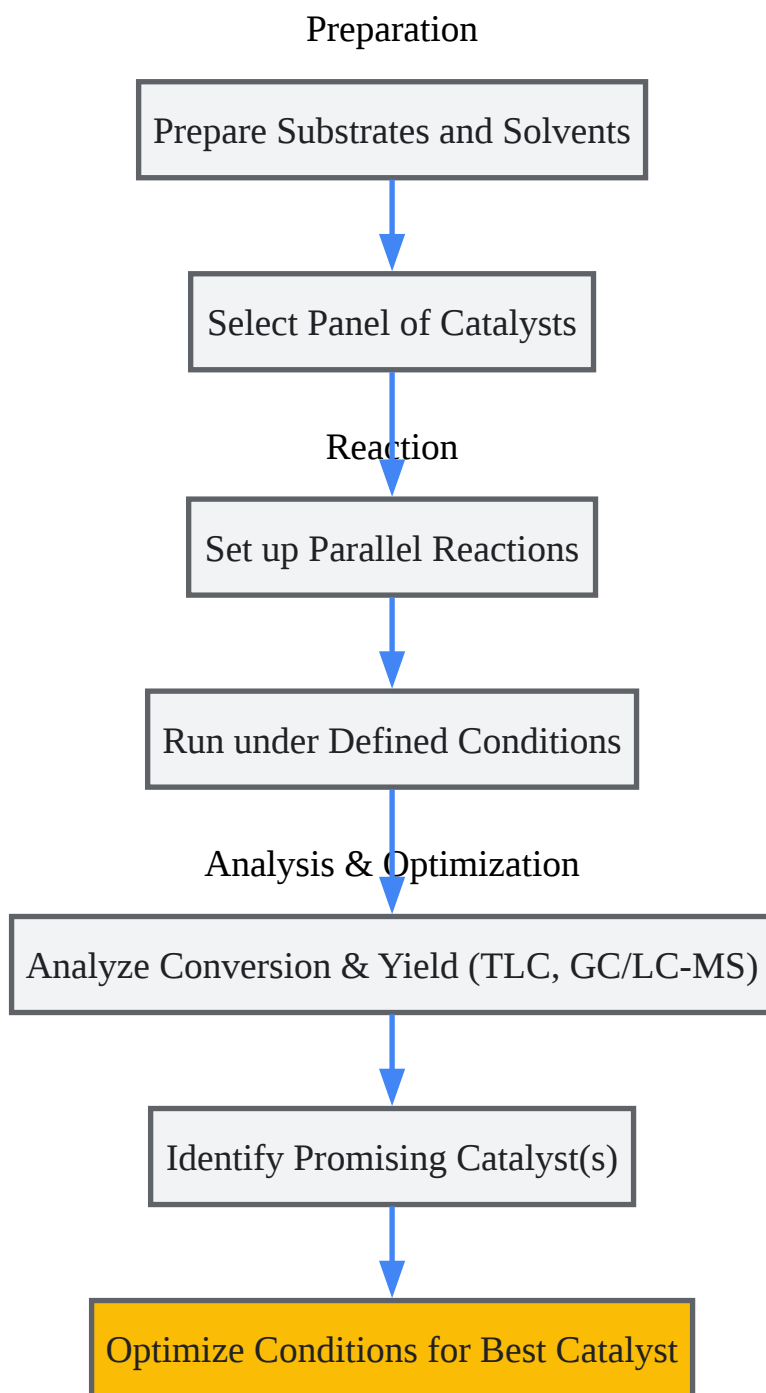 Preparation
Prepare Substrates and Solvents
Select Panel of Catalysts
Reaction
Set up Parallel Reactions
Run under Defined Conditions
Analysis & Optimization
Analyze Conversion & Yield (TLC, GC/LC-MS)
Identify Promising Catalyst(s)
Optimize Conditions for Best Catalyst